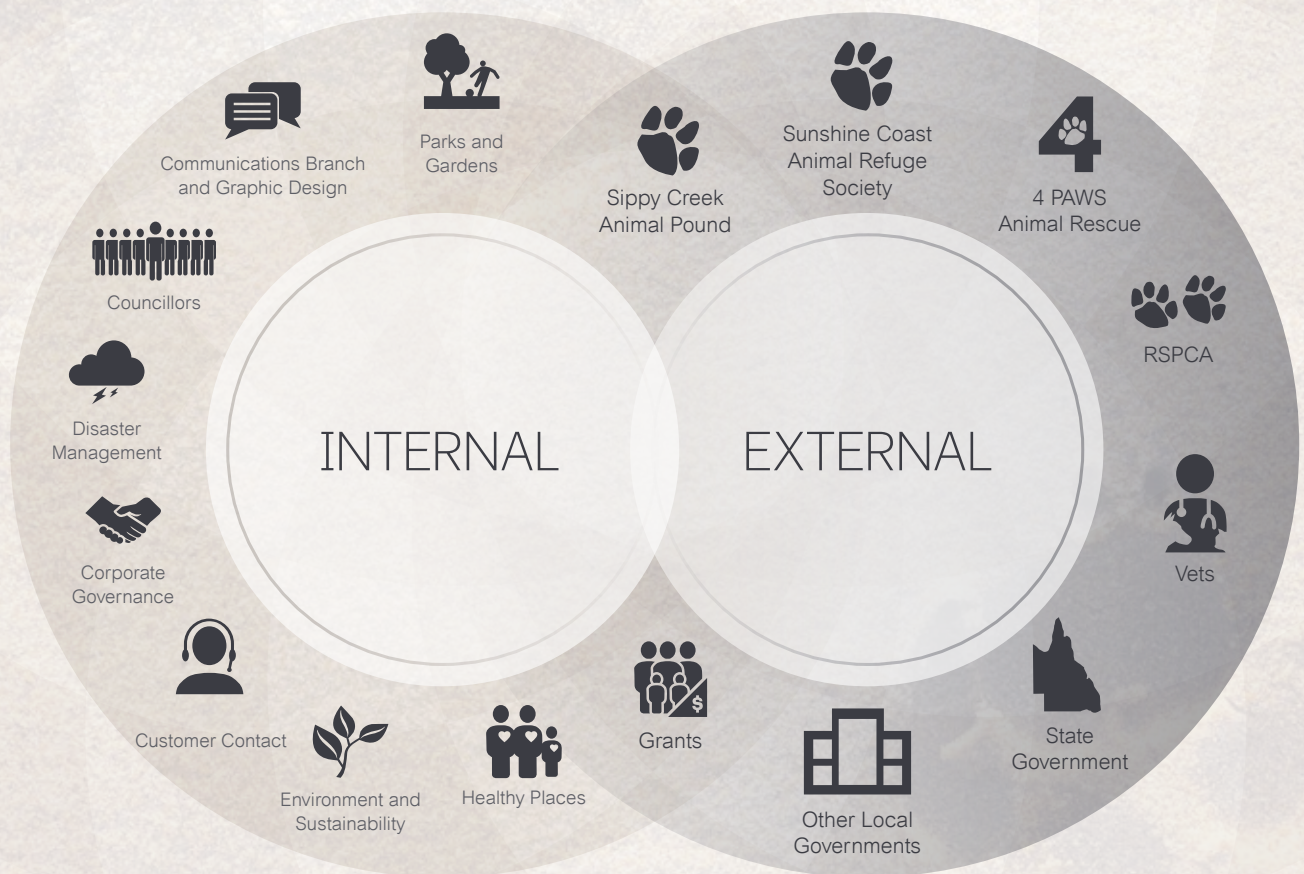 Parks and
Gardens
Communications Branch
and Graphic Design
Councillors
Disaster
Management
Corporate
Governance
Customer Contact
Environment and
Sustainability
Healthy Places
INTERNAL
Sippy Creek
Animal Pound
Grants
$
EXTERNAL
Sunshine Coast
Animal Refuge
Society
4
4 PAWS
Animal Rescue
RSPCA
Vets
State
Government
Other Local
Governments